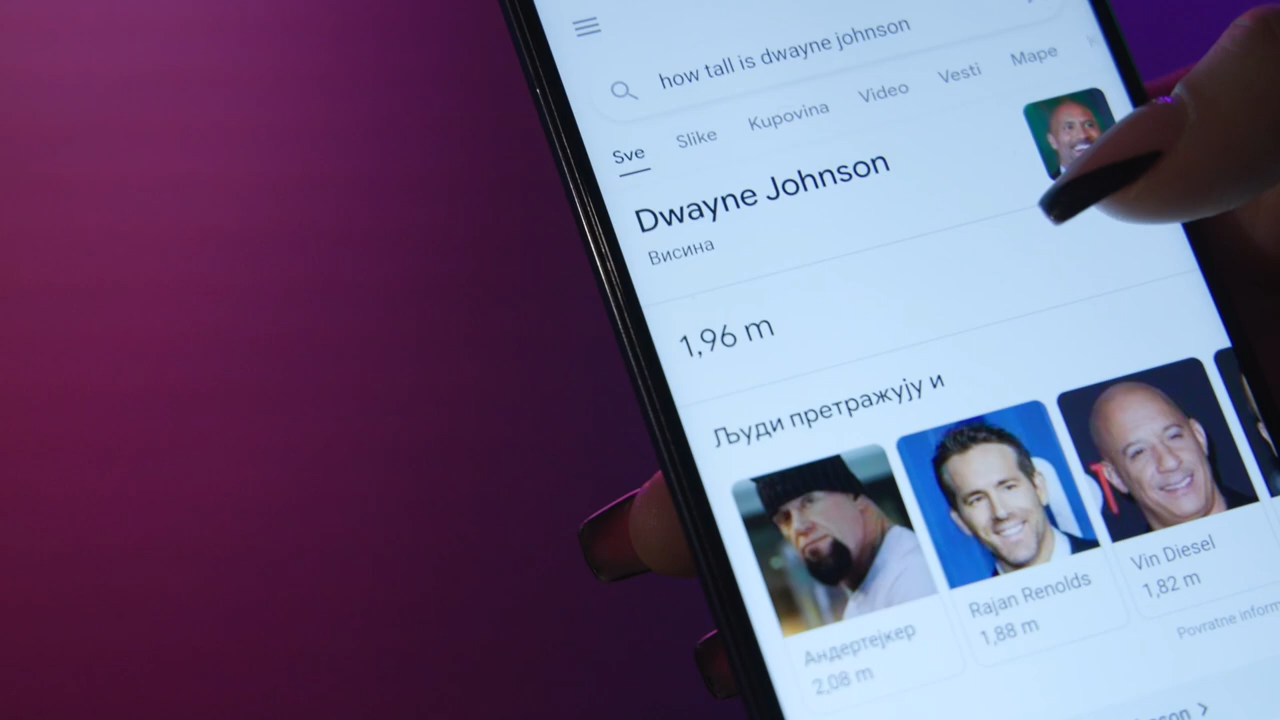 how tall is dwayne johnson
Sve Slike Kupovina Video Vesti Mape
Dwayne Johnson
Висина
1,96 m
Људи претражују и
Андертејкер
2,08 m
Rajan Renolds
1,88 m
Vin Diesel
1,82 m
Povratne